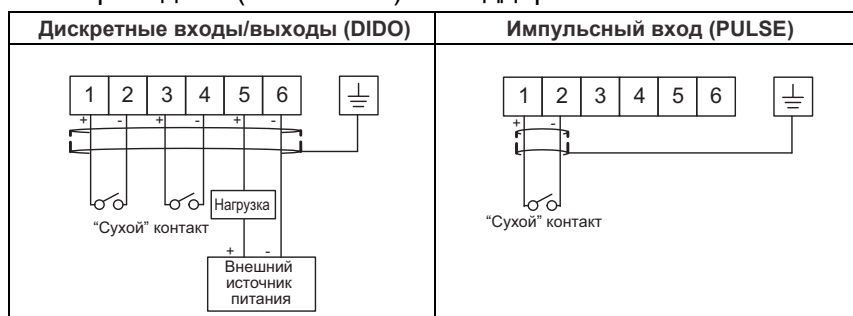 Дискретные входы/выходы (DIDO)
Импульсный вход (PULSE)
1 2 3 4 5 6
+ - + - + -
Нагрузка
“Сухой” контакт
+ -
Внешний
источник
питания
1 2 3 4 5 6
+ -
“Сухой” контакт